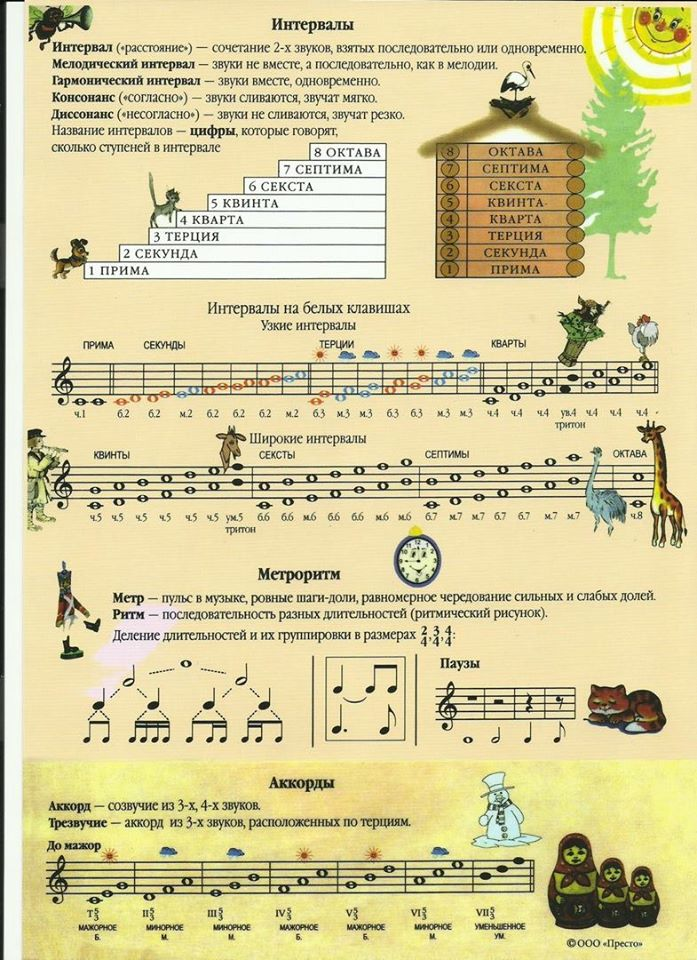 Интервалы
Интервал («расстояние») — сочетание 2-х звуков, взятых последовательно или одновременно.
Мелодический интервал — звуки не вместе, а последовательно, как в мелодии.
Гармонический интервал — звуки вместе, одновременно.
Консонанс («согласно») — звуки сливаются, звучат мягко.
Диссонанс («несогласно») — звуки не сливаются, звучат резко.
Название интервалов — цифры, которые говорят,
сколько ступеней в интервале
8 ОКТАВА
7 СЕПТИМА
6 СЕКСТА
5 КВИНТА
4 КВАРТА
3 ТЕРЦИЯ
2 СЕКУНДА
1 ПРИМА
8 ОКТАВА
7 СЕПТИМА
6 СЕКСТА
5 КВИНТА
4 КВАРТА
3 ТЕРЦИЯ
2 СЕКУНДА
1 ПРИМА
Интервалы на белых клавишах
Узкие интервалы
ПРИМА СЕКУНДЫ ТЕРЦИИ КВАРТЫ
ч.1 б.2 б.2 м.2 б.2 б.2 б.2 м.2 б.3 м.3 м.3 б.3 б.3 м.3 м.3 ч.4 ч.4 ч.4 ув.4 ч.4 ч.4 ч.4
тритон
Широкие интервалы
КВИНТЫ СЕКСТЫ СЕПТИМЫ ОКТАВА
ч.5 ч.5 ч.5 ч.5 ч.5 ч.5 ум.5 б.6 б.6 м.6 б.6 б.6 м.6 м.6 б.7 м.7 м.7 б.7 м.7 м.7 м.7 ч.8
тритон
Метроритм
Метр — пульс в музыке, ровные шаги-доли, равномерное чередование сильных и слабых долей.
Ритм — последовательность разных длительностей (ритмический рисунок).
Деление длительностей и их группировки в размерах 2/4, 3/4, 4/4:
Паузы
Аккорды
Аккорд — созвучие из 3-х, 4-х звуков.
Трезвучие — аккорд из 3-х звуков, расположенных по терциям.
До мажор
T5/3 II5/3 III5/3 IV5/3 V5/3 VI5/3 VII5/3
МАЖОРНОЕ МИНОРНОЕ МИНОРНОЕ МАЖОРНОЕ МАЖОРНОЕ МИНОРНОЕ УМЕНЬШЕННОЕ
Б. М. М. Б. Б. М. УМ.
© ООО «Престо»